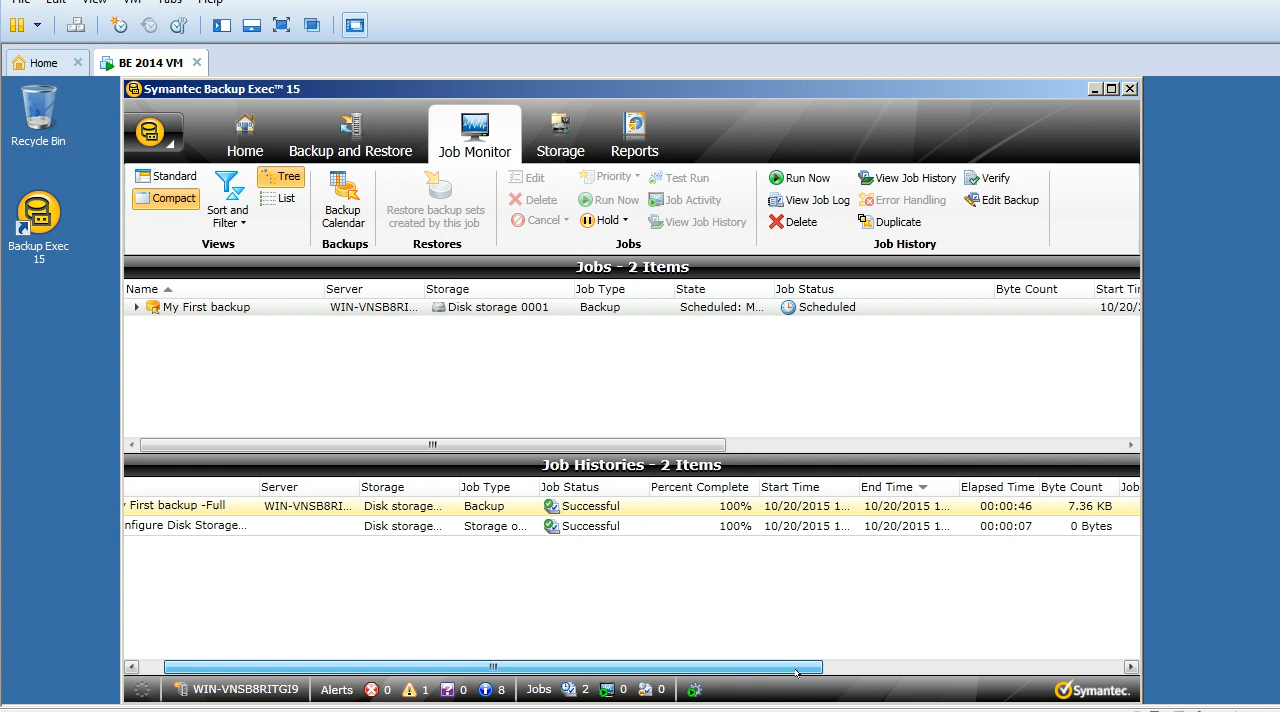 File Edit View VM Tabs Help
Home
BE 2014 VM
Recycle Bin
Backup Exec
15
Symantec Backup Exec™ 15
Home Backup and Restore Job Monitor Storage Reports
Standard
Compact
Sort and
Filter
Tree
List
Views
Backup
Calendar
Backups
Restore backup sets
created by this job
Restores
Edit Priority Test Run
Delete Run Now Job Activity
Cancel Hold View Job History
Jobs
Run Now View Job History Verify
View Job Log Error Handling Edit Backup
Delete Duplicate
Job History
Jobs - 2 Items
Name Server Storage Job Type State Job Status Byte Count Start Tir
My First backup WIN-VNSB8RI... Disk storage 0001 Backup Scheduled: M... Scheduled 10/20/
Job Histories - 2 Items
Server Storage Job Type Job Status Percent Complete Start Time End Time Elapsed Time Byte Count Job
First backup -Full WIN-VNSB8RI... Disk storage... Backup Successful 100% 10/20/2015 1... 10/20/2015 1... 00:00:46 7.36 KB
nfigure Disk Storage... Disk storage... Storage o... Successful 100% 10/20/2015 1... 10/20/2015 1... 00:00:07 0 Bytes
WIN-VNSB8RITGI9 Alerts 0 1 0 8 Jobs 2 0 0 Symantec.